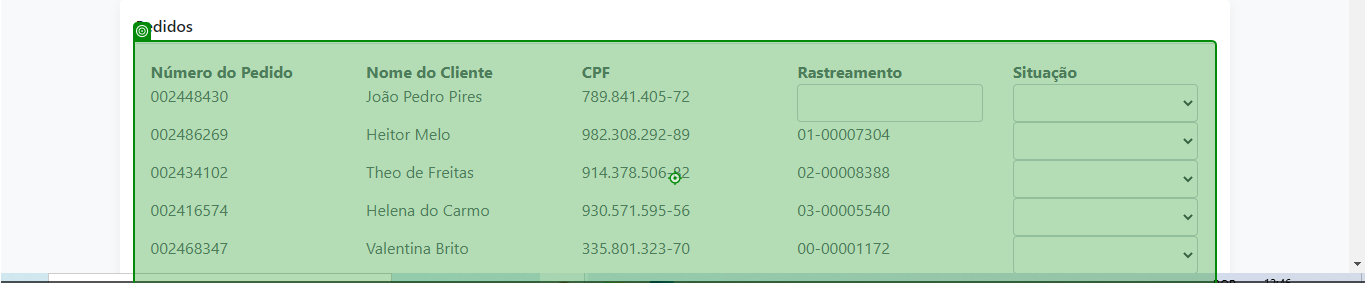 Pedidos
Número do Pedido Nome do Cliente CPF Rastreamento Situação
002448430 João Pedro Pires 789.841.405-72
002486269 Heitor Melo 982.308.292-89 01-00007304
002434102 Theo de Freitas 914.378.506-82 02-00008388
002416574 Helena do Carmo 930.571.595-56 03-00005540
002468347 Valentina Brito 335.801.323-70 00-00001172